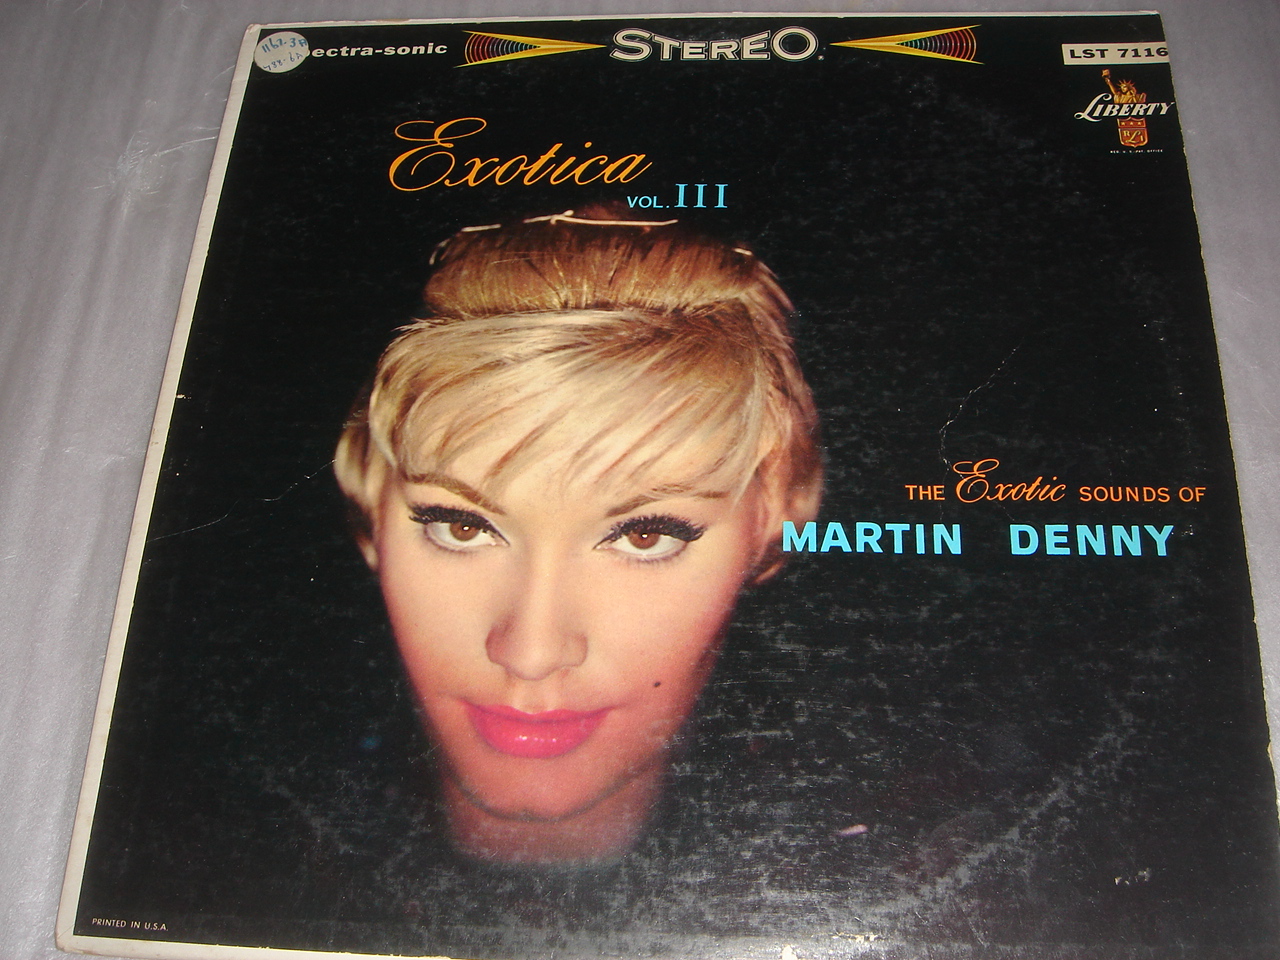 ectra-sonic STEREO
LST 7116
LIBERTY
Exotica
VOL. III
THE Exotic SOUNDS OF
MARTIN DENNY
PRINTED IN U.S.A.